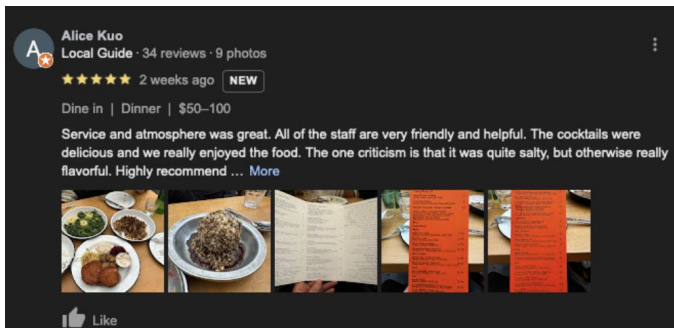 Alice Kuo
A
Local Guide · 34 reviews · 9 photos
2 weeks ago NEW
Dine in | Dinner | $50–100
Service and atmosphere was great. All of the staff are very friendly and helpful. The cocktails were
delicious and we really enjoyed the food. The one criticism is that it was quite salty, but otherwise really
flavorful. Highly recommend … More
Like